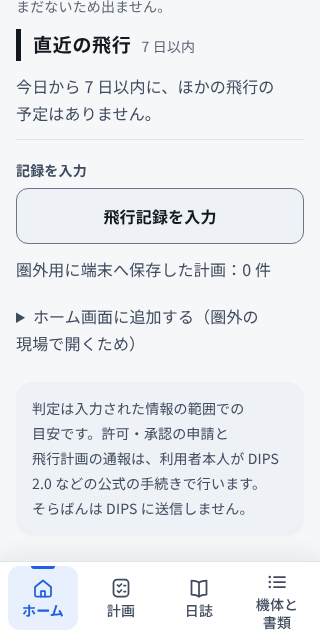 まだないため出ません。
直近の飛行 7 日以内
今日から 7 日以内に、ほかの飛行の
予定はありません。
記録を入力
飛行記録を入力
圏外用に端末へ保存した計画：0 件
▶ ホーム画面に追加する（圏外の
現場で開くため）
判定は入力された情報の範囲での
目安です。許可・承認の申請と
飛行計画の通報は、利用者本人が DIPS
2.0 などの公式の手続きで行います。
そらばんは DIPS に送信しません。
ホーム
計画
日誌
機体と
書類